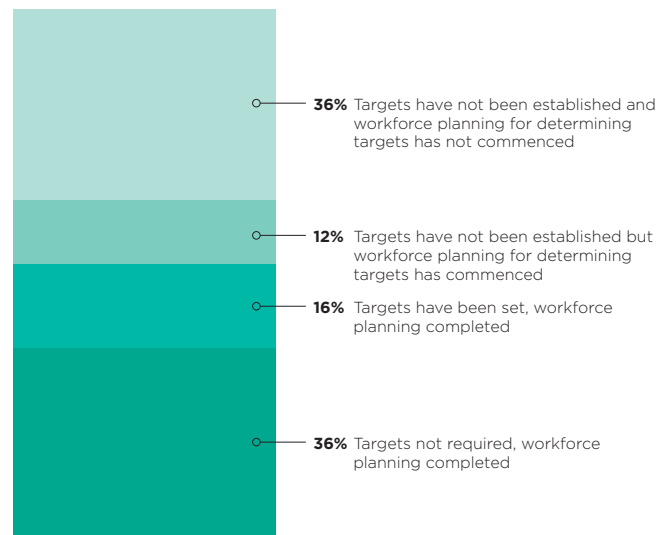 36% Targets have not been established and
workforce planning for determining
targets has not commenced
12% Targets have not been established but
workforce planning for determining
targets has commenced
16% Targets have been set, workforce
planning completed
36% Targets not required, workforce
planning completed